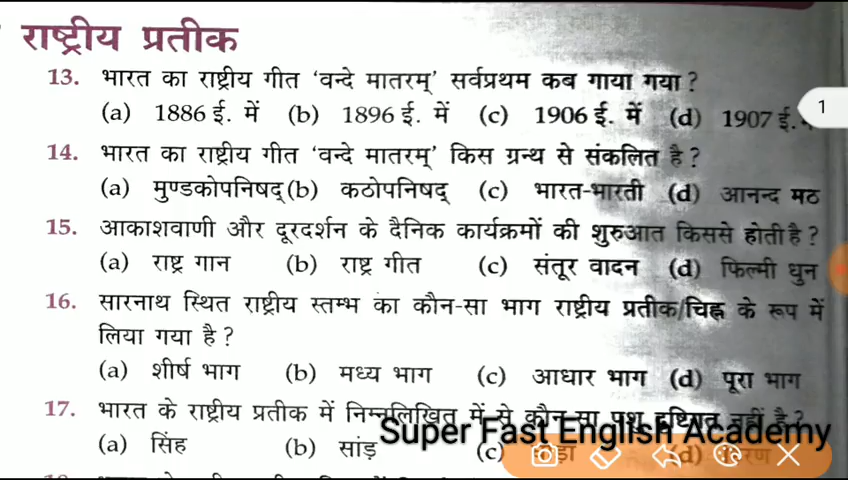 राष्ट्रीय प्रतीक
13. भारत का राष्ट्रीय गीत ‘वन्दे मातरम्’ सर्वप्रथम कब गाया गया ?
(a) 1886 ई. में (b) 1896 ई. में (c) 1906 ई. में (d) 1907 ई.
1
14. भारत का राष्ट्रीय गीत ‘वन्दे मातरम्’ किस ग्रन्थ से संकलित है ?
(a) मुण्डकोपनिषद् (b) कठोपनिषद् (c) भारत-भारती (d) आनन्द मठ
15. आकाशवाणी और दूरदर्शन के दैनिक कार्यक्रमों की शुरुआत किससे होती है ?
(a) राष्ट्र गान (b) राष्ट्र गीत (c) संतूर वादन (d) फिल्मी धुन
16. सारनाथ स्थित राष्ट्रीय स्तम्भ का कौन-सा भाग राष्ट्रीय प्रतीक/चिह्न के रूप में
लिया गया है ?
(a) शीर्ष भाग (b) मध्य भाग (c) आधार भाग (d) पूरा भाग
17. भारत के राष्ट्रीय प्रतीक में निम्नलिखित में से कौन-सा पशु दृष्टिगत नहीं है ?
Super Fast English Academy
(a) सिंह (b) सांड़ (c) (d)